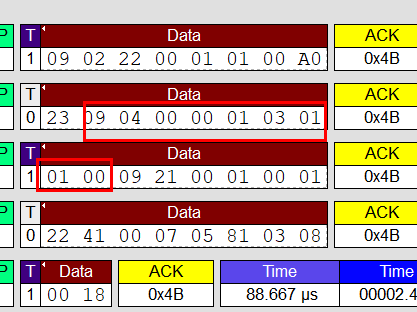 P T Data ACK
1 09 02 22 00 01 01 00 A0 0x4B
P T Data ACK
0 23 09 04 00 00 01 03 01 0x4B
P T Data ACK
1 01 00 09 21 00 01 00 01 0x4B
P T Data ACK
0 22 41 00 07 05 81 03 08 0x4B
P T Data ACK Time Time
1 00 18 0x4B 88.667 µs 00002.4